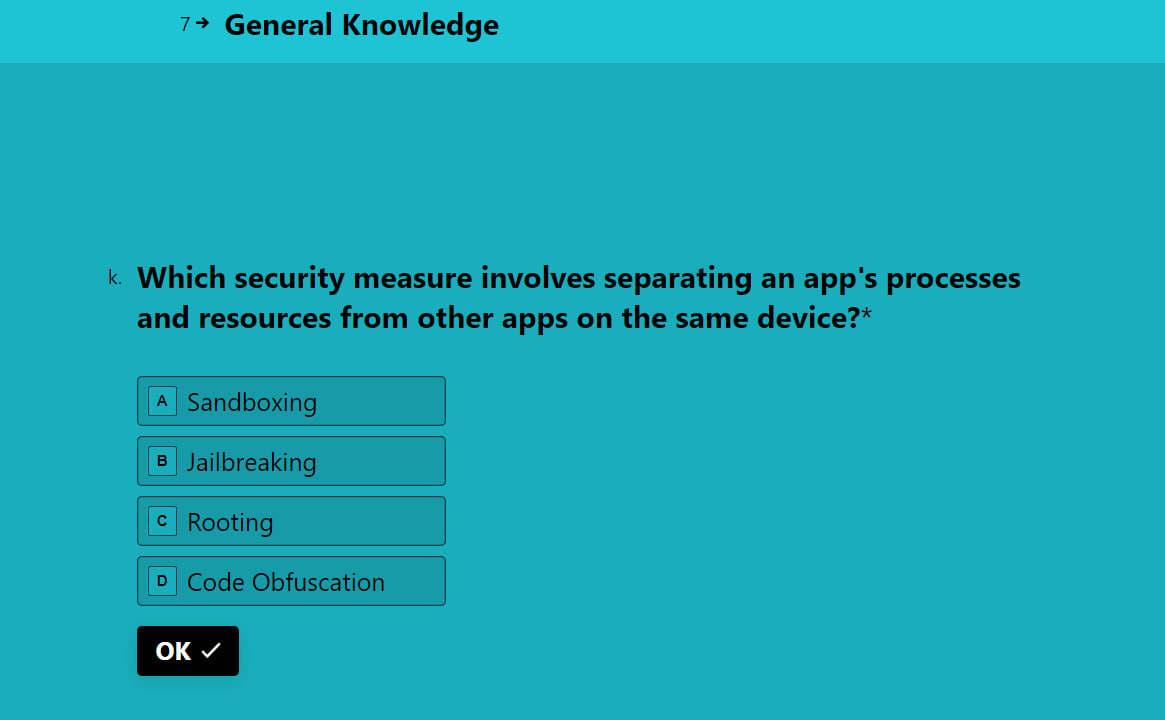 7→ General Knowledge
k. Which security measure involves separating an app's processes
and resources from other apps on the same device?*
A Sandboxing
B Jailbreaking
C Rooting
D Code Obfuscation
OK ✓